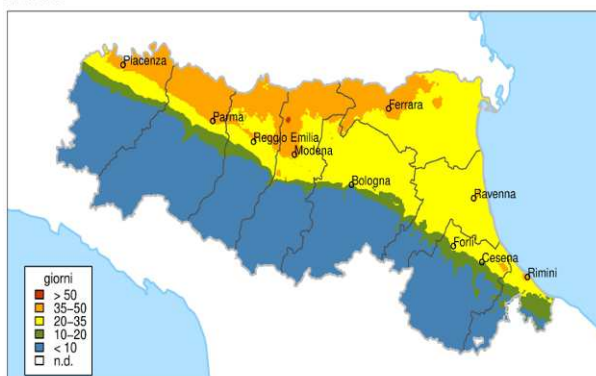 Piacenza
Parma
Reggio Emilia
Modena
Ferrara
Bologna
Ravenna
Forlì
Cesena
Rimini
giorni
> 50
35–50
20–35
10–20
< 10
n.d.